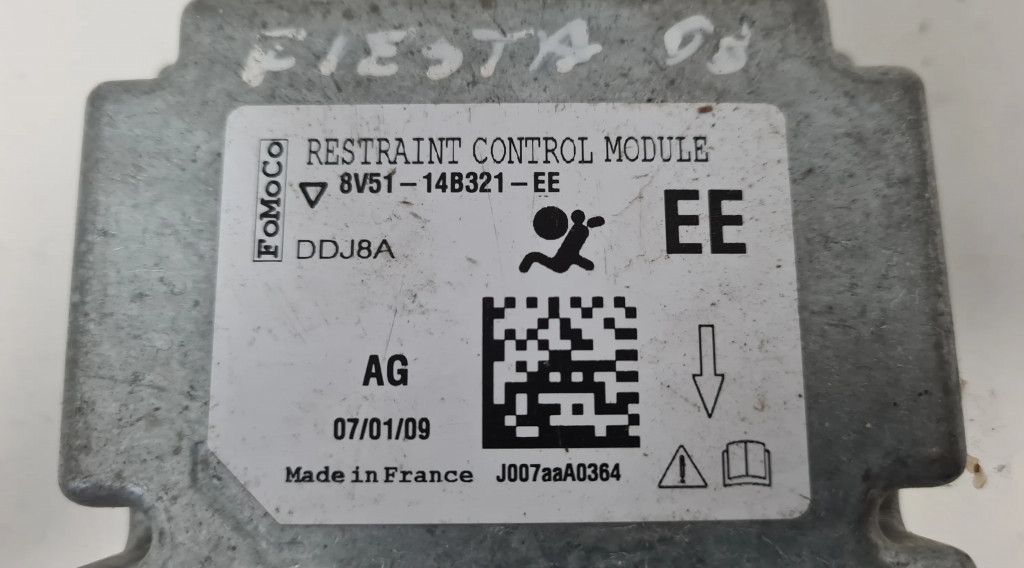 FIESTA 08
FoMoCo
RESTRAINT CONTROL MODULE
8V51-14B321-EE
EE
DDJ8A
AG
07/01/09
Made in France
J007aaA0364